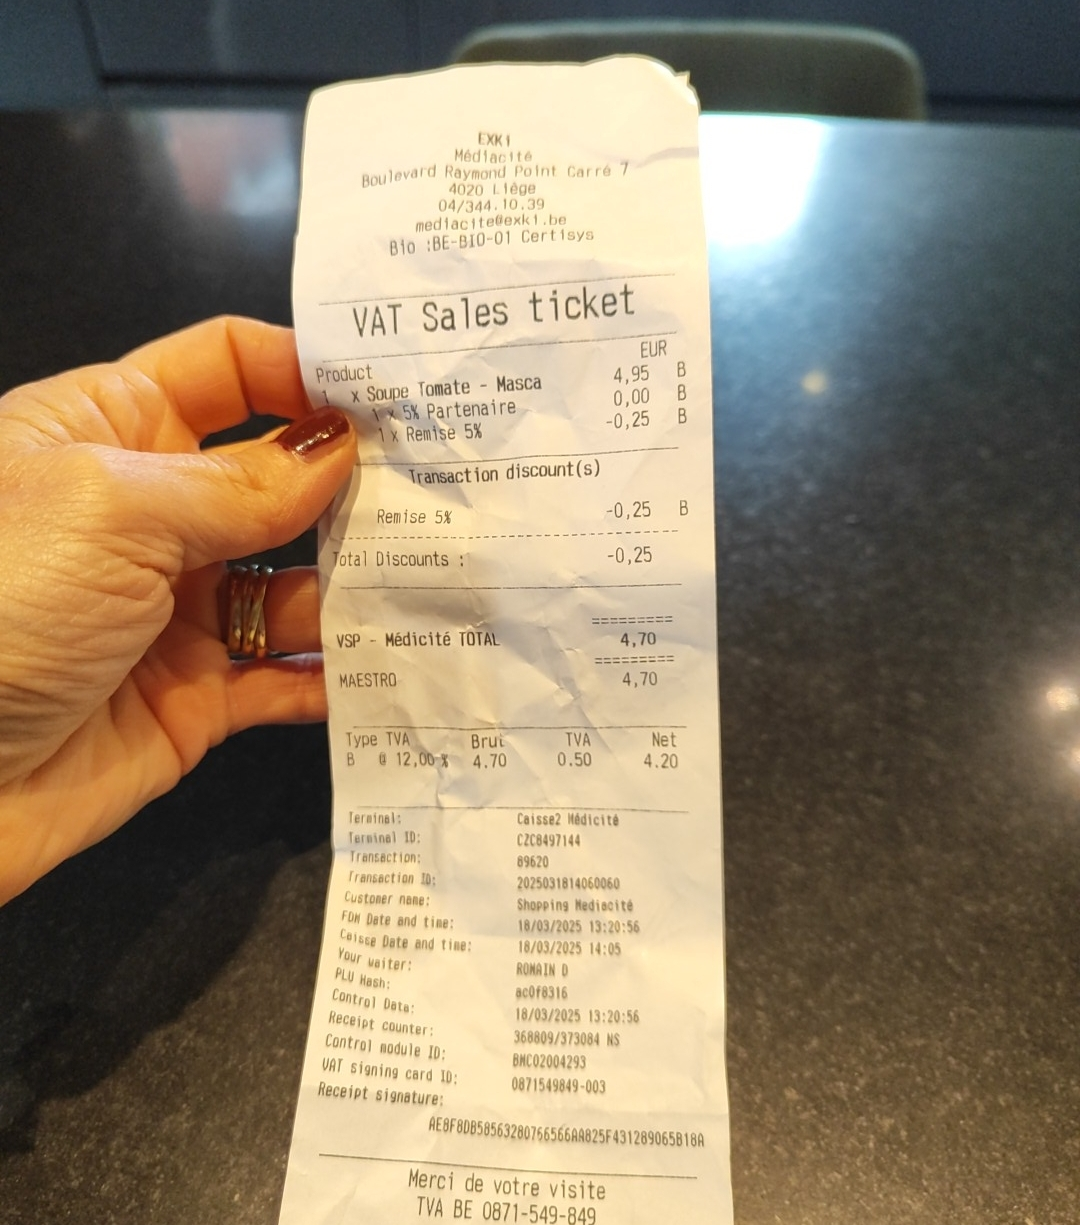 EXKi
Médiacité
Boulevard Raymond Point Carré 7
4020 Liège
04/344.10.39
mediacite@exki.be
Bio :BE-BIO-01 Certisys
VAT Sales ticket
EUR
Product
1 x Soupe Tomate - Masca 4,95 B
1 x 5% Partenaire 0,00 B
1 x Remise 5% -0,25 B
Transaction discount(s)
Remise 5% -0,25 B
Total Discounts : -0,25
=========
VSP - Médicité TOTAL 4,70
=========
MAESTRO 4,70
Type TVA Brut TVA Net
B @ 12,00 % 4.70 0.50 4.20
Terminal: Caisse2 Médicité
Terminal ID: CZC8497144
Transaction: 89620
Transaction ID: 2025031814060060
Customer name: Shopping Mediacité
FDM Date and time: 18/03/2025 13:20:56
Caisse Date and time: 18/03/2025 14:05
Your waiter: ROMAIN D
PLU Hash: ac0f8316
Control Data: 18/03/2025 13:20:56
Receipt counter: 368809/373084 NS
Control module ID: BMC02004293
VAT signing card ID: 0871549849-003
Receipt signature:
AE8F8DB58563280766566AA825F431289065B18A
Merci de votre visite
TVA BE 0871-549-849